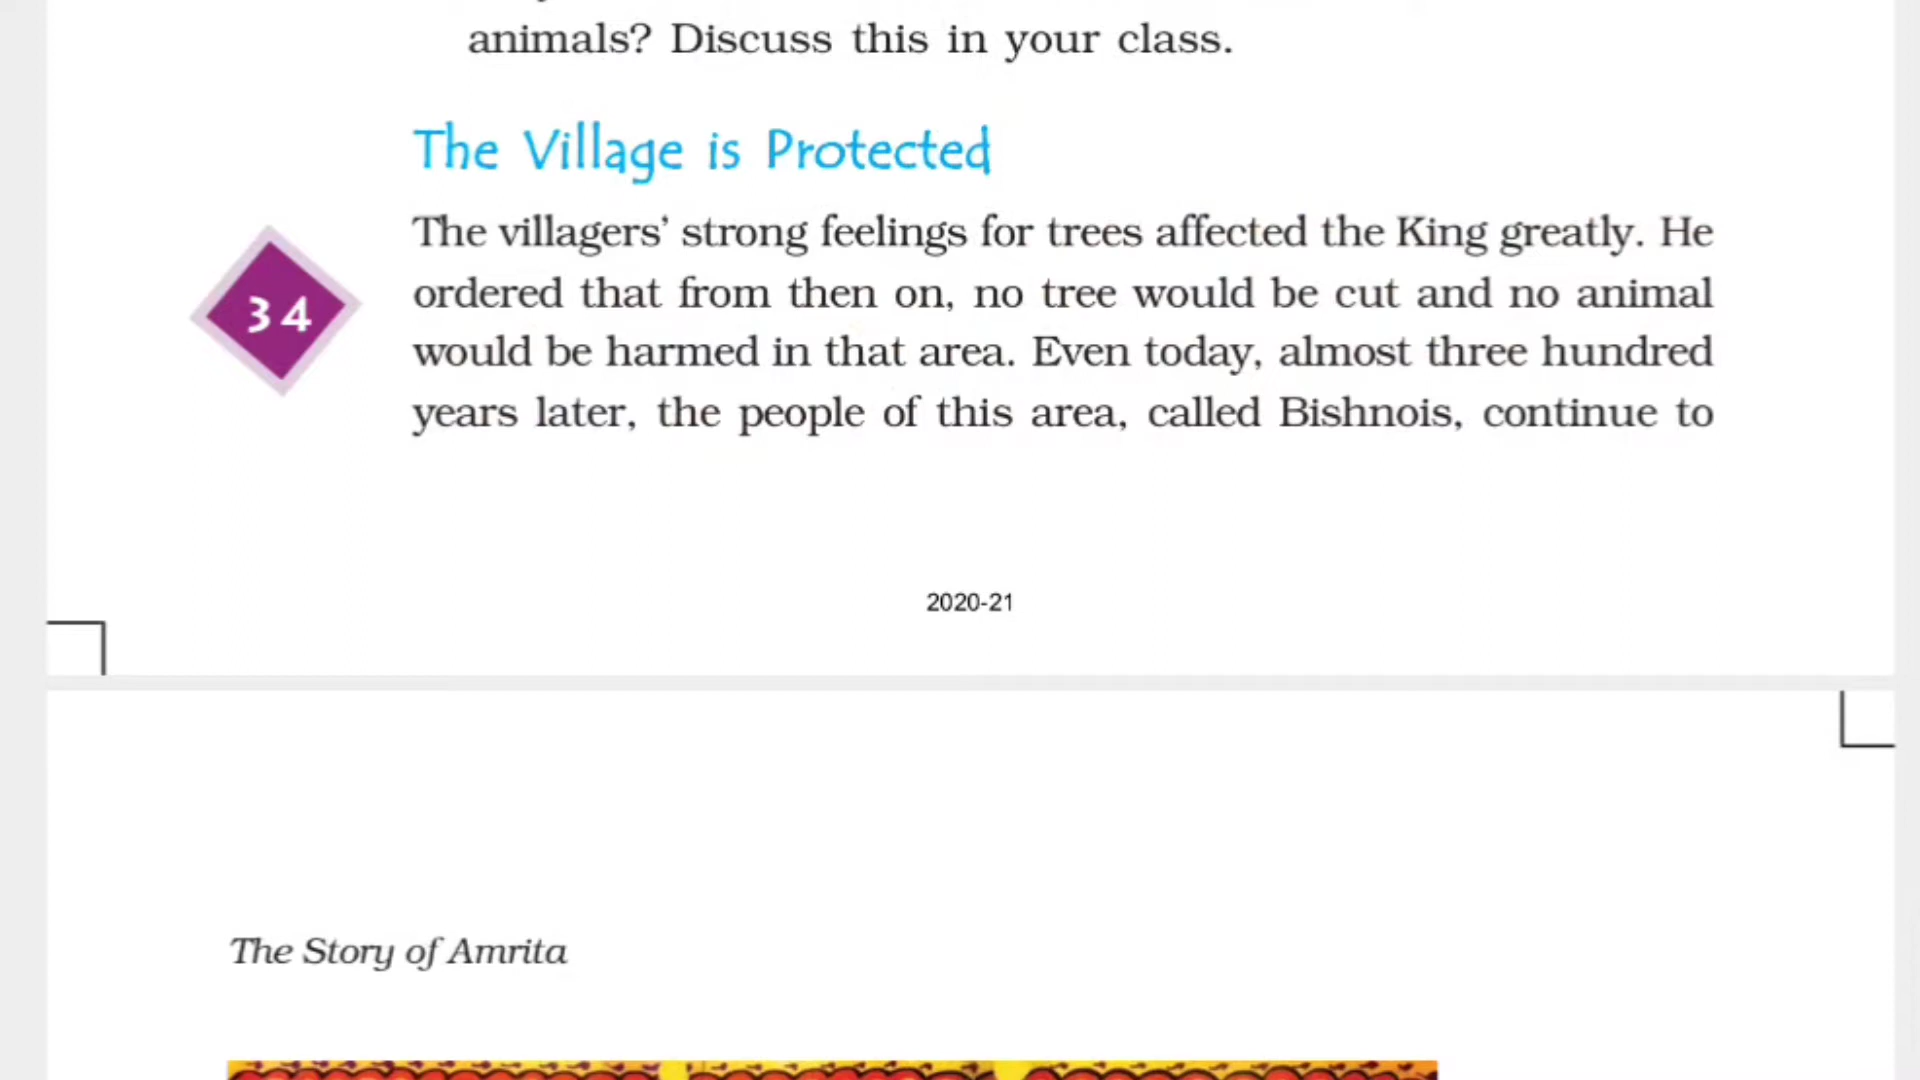 animals? Discuss this in your class.
The Village is Protected
The villagers’ strong feelings for trees affected the King greatly. He
34
ordered that from then on, no tree would be cut and no animal
would be harmed in that area. Even today, almost three hundred
years later, the people of this area, called Bishnois, continue to
2020-21
The Story of Amrita